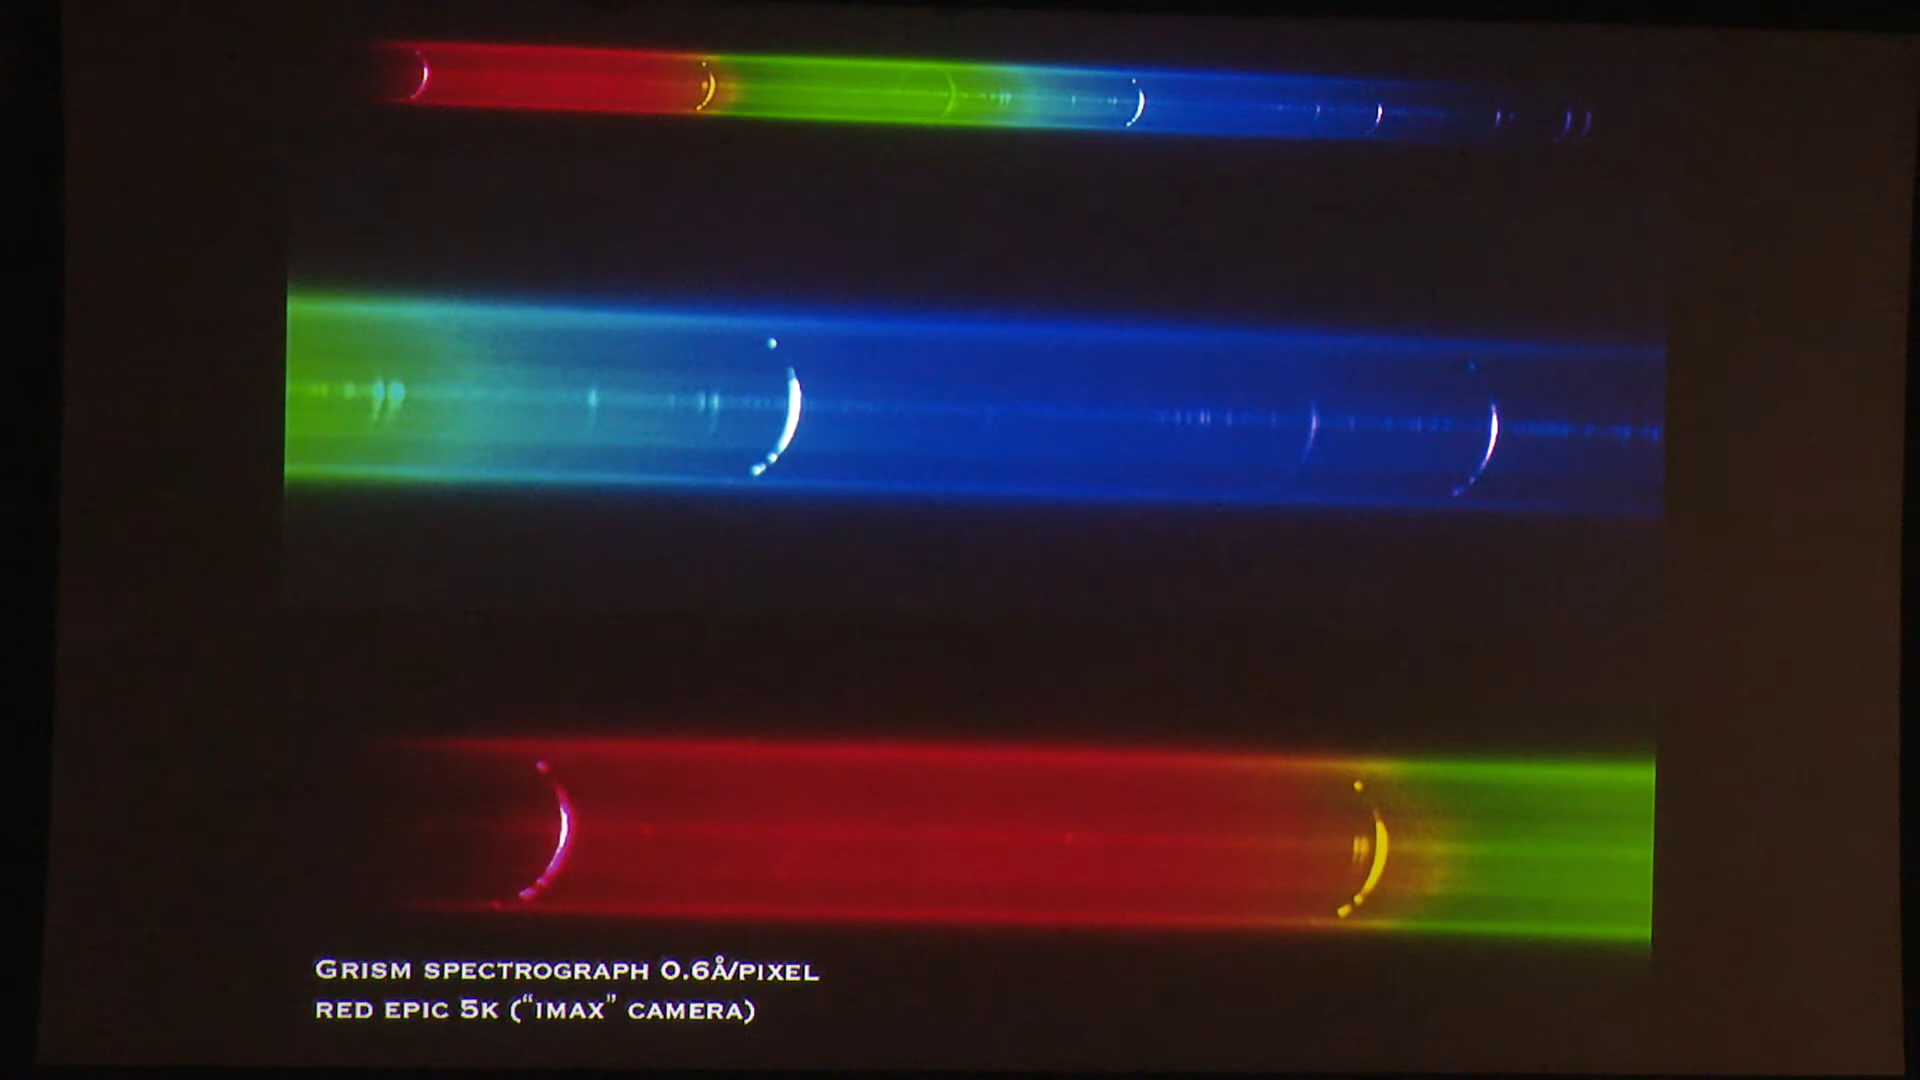 GRISM SPECTROGRAPH 0.6Å/PIXEL
RED EPIC 5K (“IMAX” CAMERA)